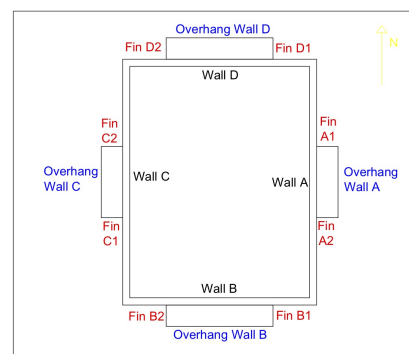 Overhang Wall D
Fin D2
Fin D1
N
Wall D
Fin
C2
Fin
A1
Overhang
Wall C
Wall C
Wall A
Overhang
Wall A
Fin
C1
Fin
A2
Wall B
Fin B2
Fin B1
Overhang Wall B